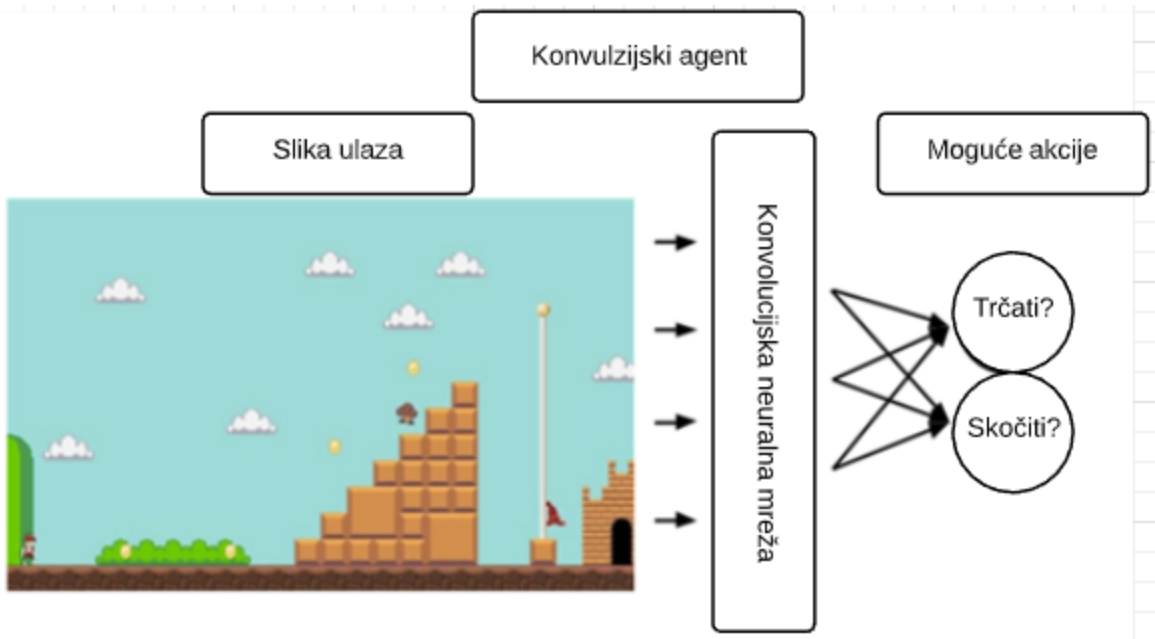 Konvulzijski agent
Slika ulaza
Moguće akcije
Konvolucijska neuralna mreža
Trčati?
Skočiti?